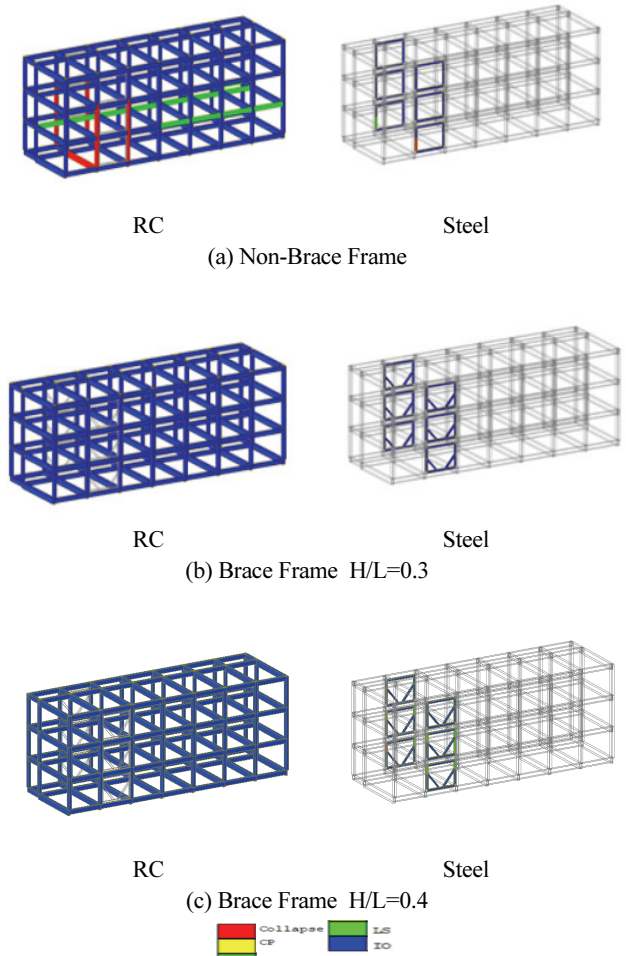 RC Steel
(a) Non-Brace Frame
RC Steel
(b) Brace Frame H/L=0.3
RC Steel
(c) Brace Frame H/L=0.4
Collapse LS
CP IO